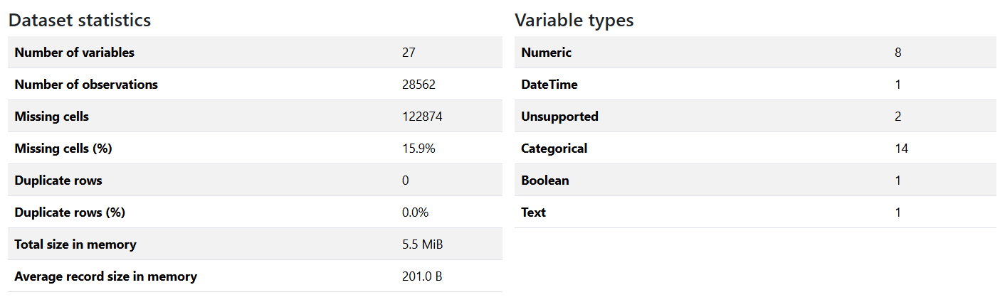 Dataset statistics
Number of variables 27
Number of observations 28562
Missing cells 122874
Missing cells (%) 15.9%
Duplicate rows 0
Duplicate rows (%) 0.0%
Total size in memory 5.5 MiB
Average record size in memory 201.0 B
Variable types
Numeric 8
DateTime 1
Unsupported 2
Categorical 14
Boolean 1
Text 1